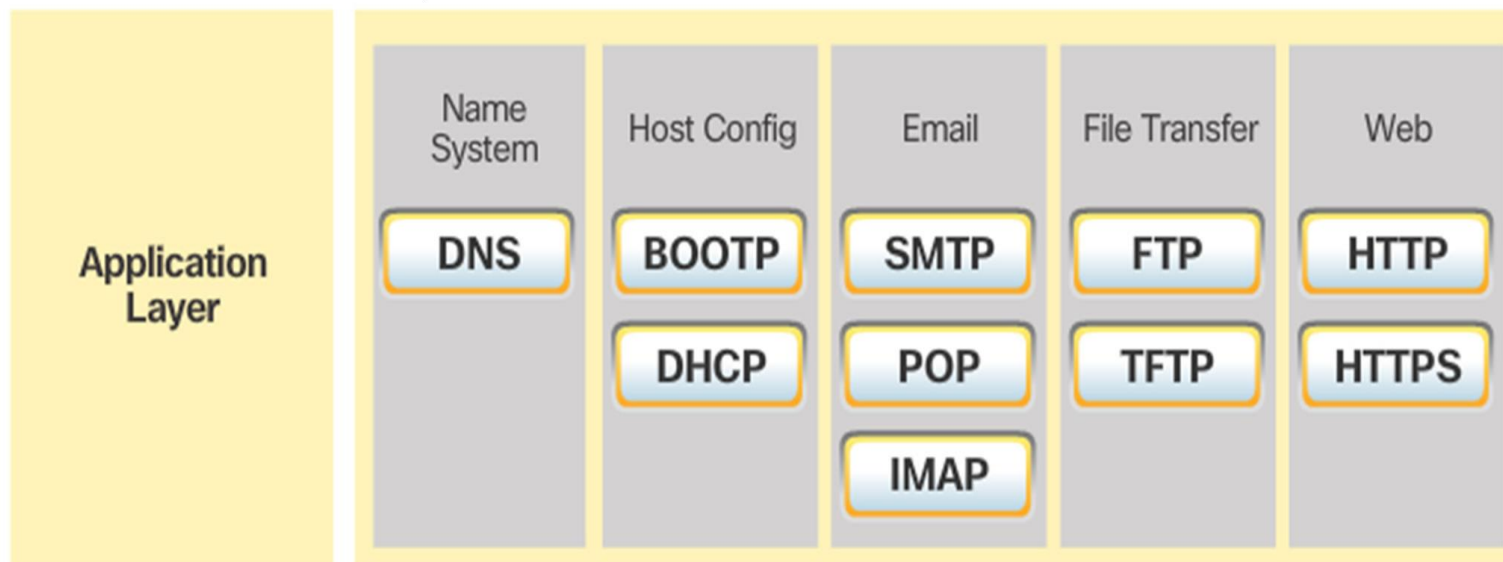 Application
Layer
Name
System
DNS
Host Config
BOOTP
DHCP
Email
SMTP
POP
IMAP
File Transfer
FTP
TFTP
Web
HTTP
HTTPS